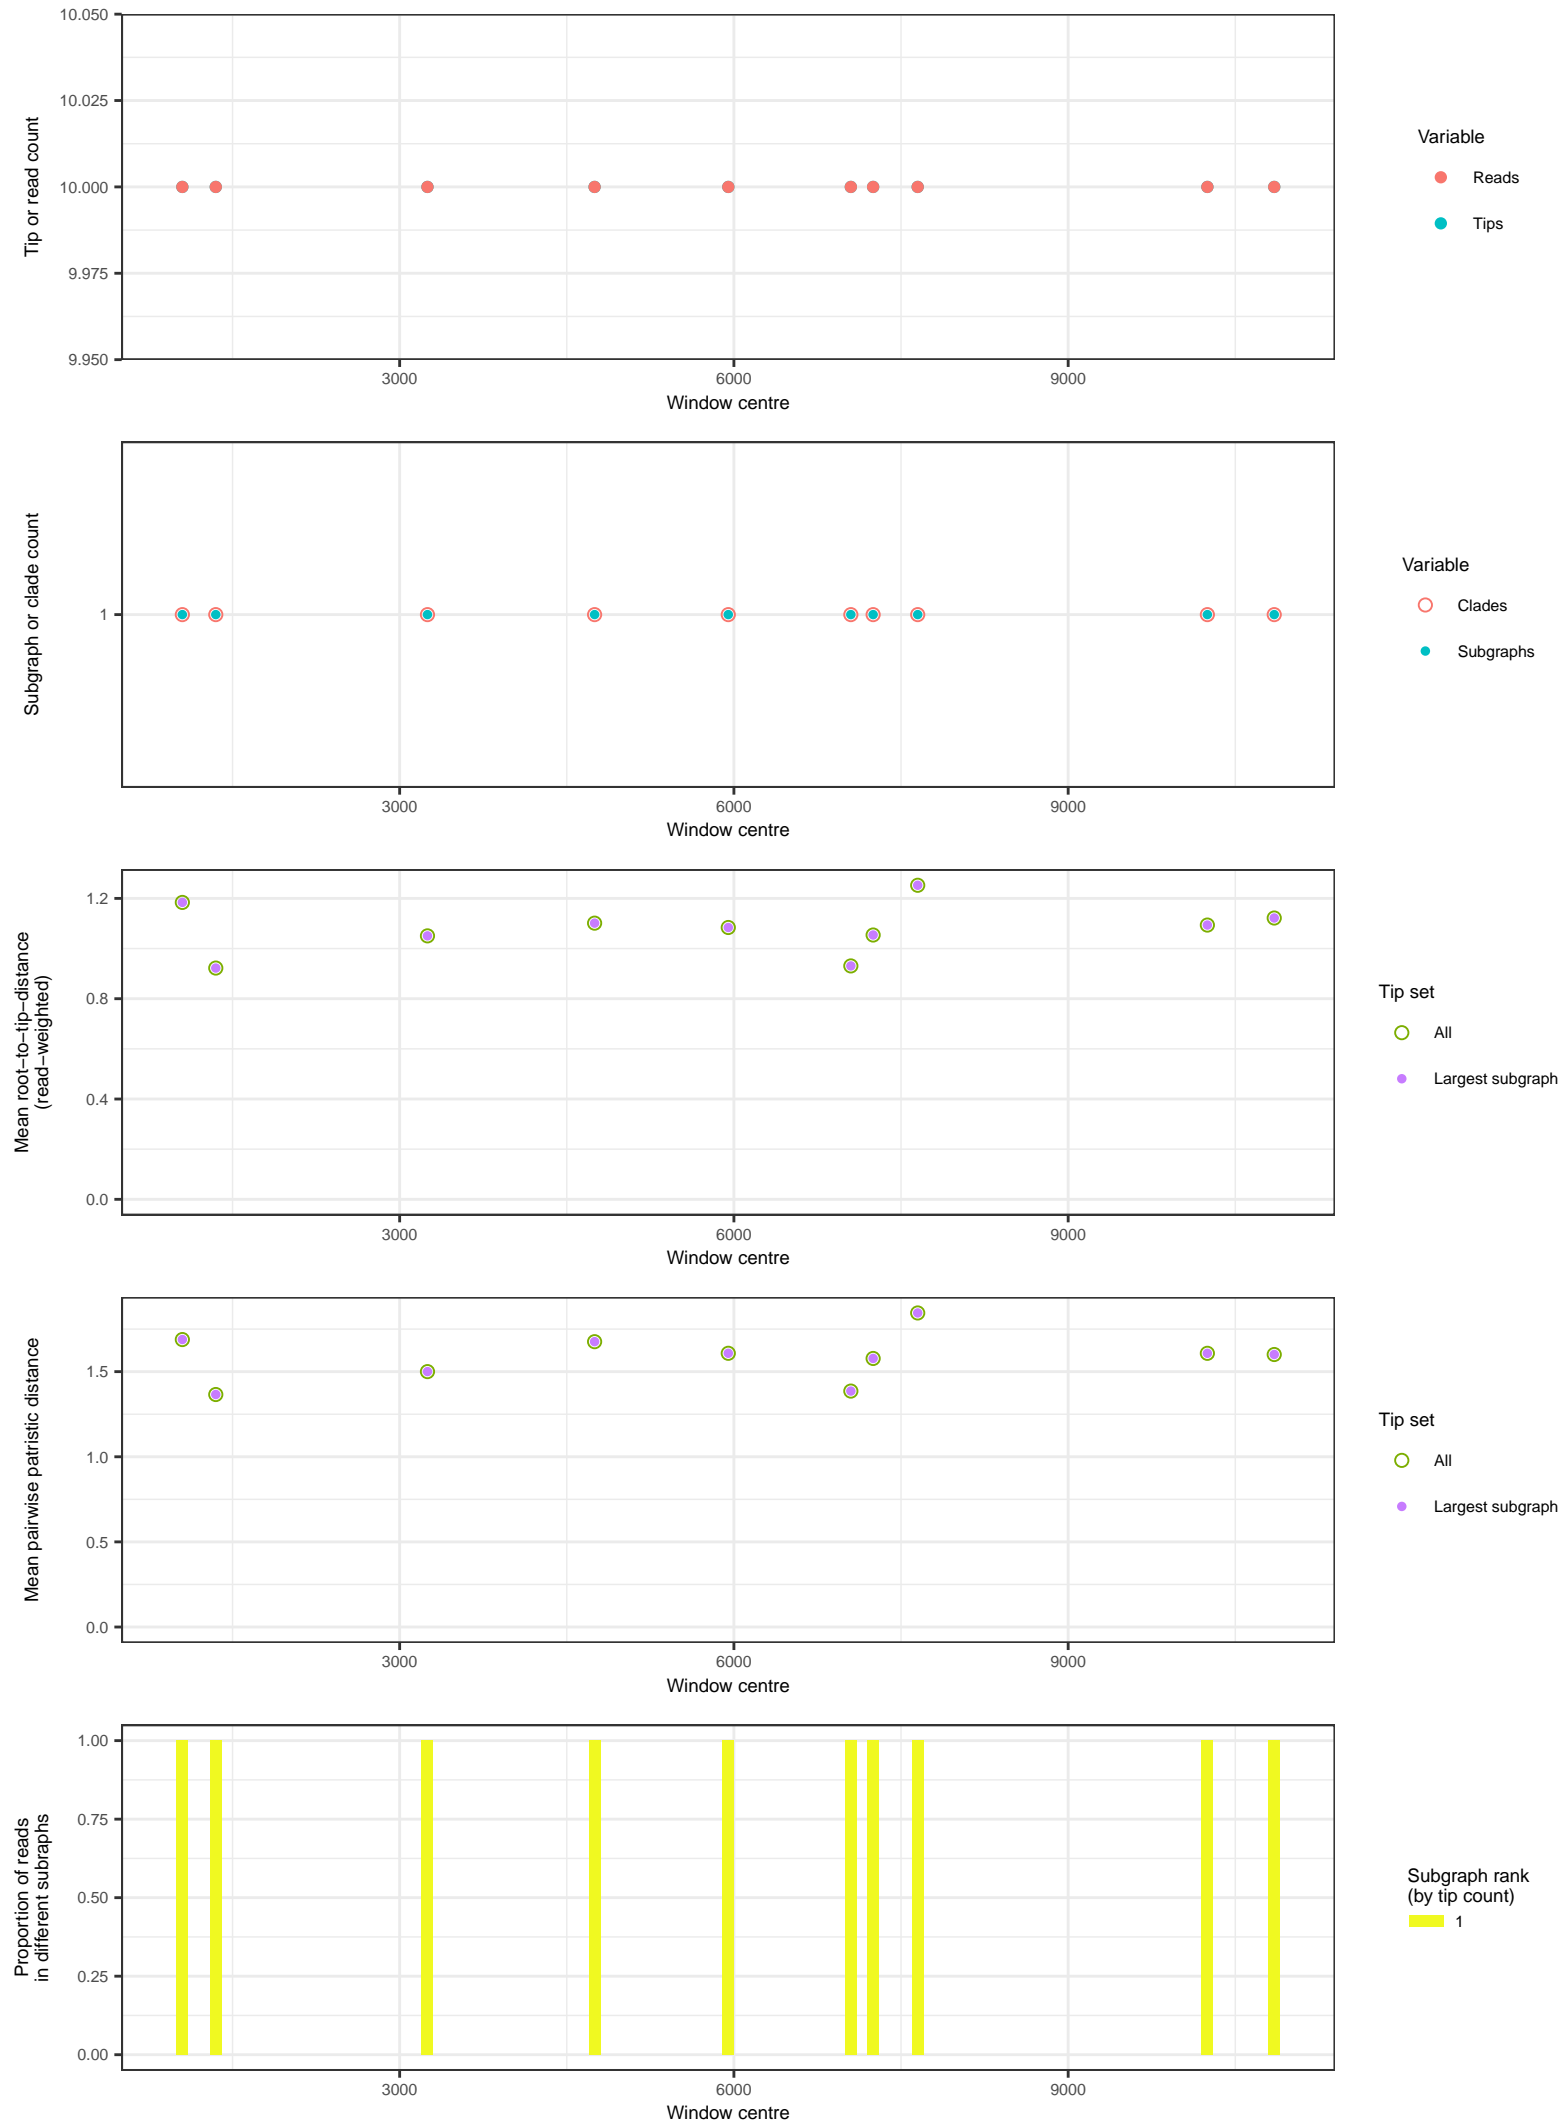 10.050
10.025
10.000
9.975
9.950
Tip or read count
3000
6000
9000
Window centre
Variable
Reads
Tips
1
Subgraph or clade count
3000
6000
9000
Window centre
Variable
Clades
Subgraphs
1.2
0.8
0.4
0.0
Mean root−to−tip−distance
(read−weighted)
3000
6000
9000
Window centre
Tip set
All
Largest subgraph
1.5
1.0
0.5
0.0
Mean pairwise patristic distance
3000
6000
9000
Window centre
Tip set
All
Largest subgraph
1.00
0.75
0.50
0.25
0.00
Proportion of reads
in different subraphs
3000
6000
9000
Window centre
Subgraph rank
(by tip count)
1